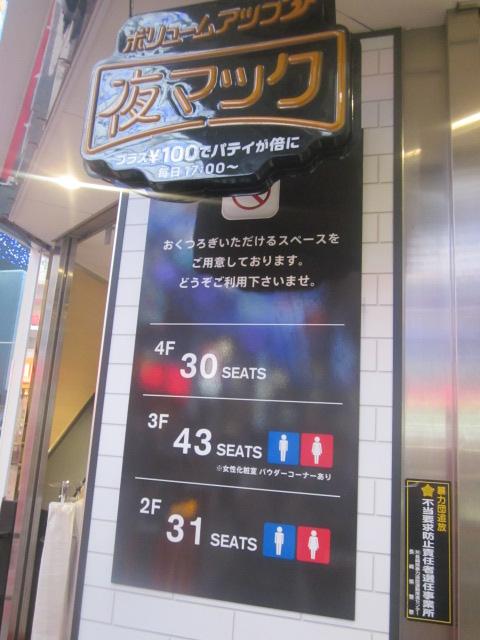 ボリュームアップ
夜マック
プラス¥100でパティが倍に
毎日17:00～
おくつろぎいただけるスペースを
ご用意しております。
どうぞご利用下さいませ。
4F 30 SEATS
3F 43 SEATS
※女性化粧室 パウダーコーナーあり
2F 31 SEATS
暴力団追放
不当要求防止責任者選任事業所
長崎県警察